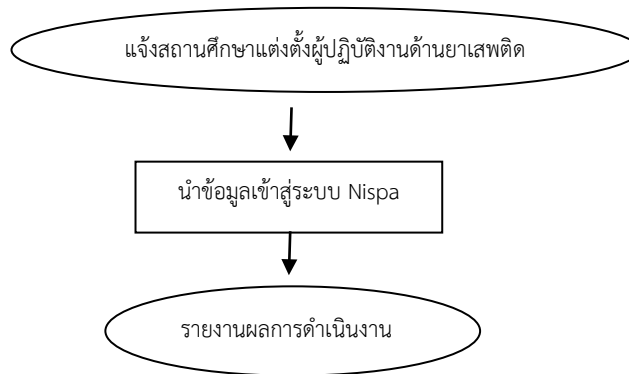 แจ้งสถานศึกษาแต่งตั้งผู้ปฏิบัติงานด้านยาเสพติด
นำข้อมูลเข้าสู่ระบบ Nispa
รายงานผลการดำเนินงาน